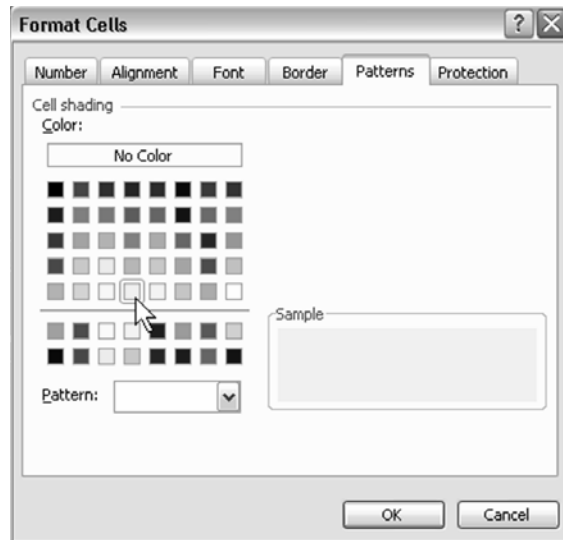 Format Cells
Number Alignment Font Border Patterns Protection
Cell shading
Color:
No Color
Sample
Pattern:
OK Cancel